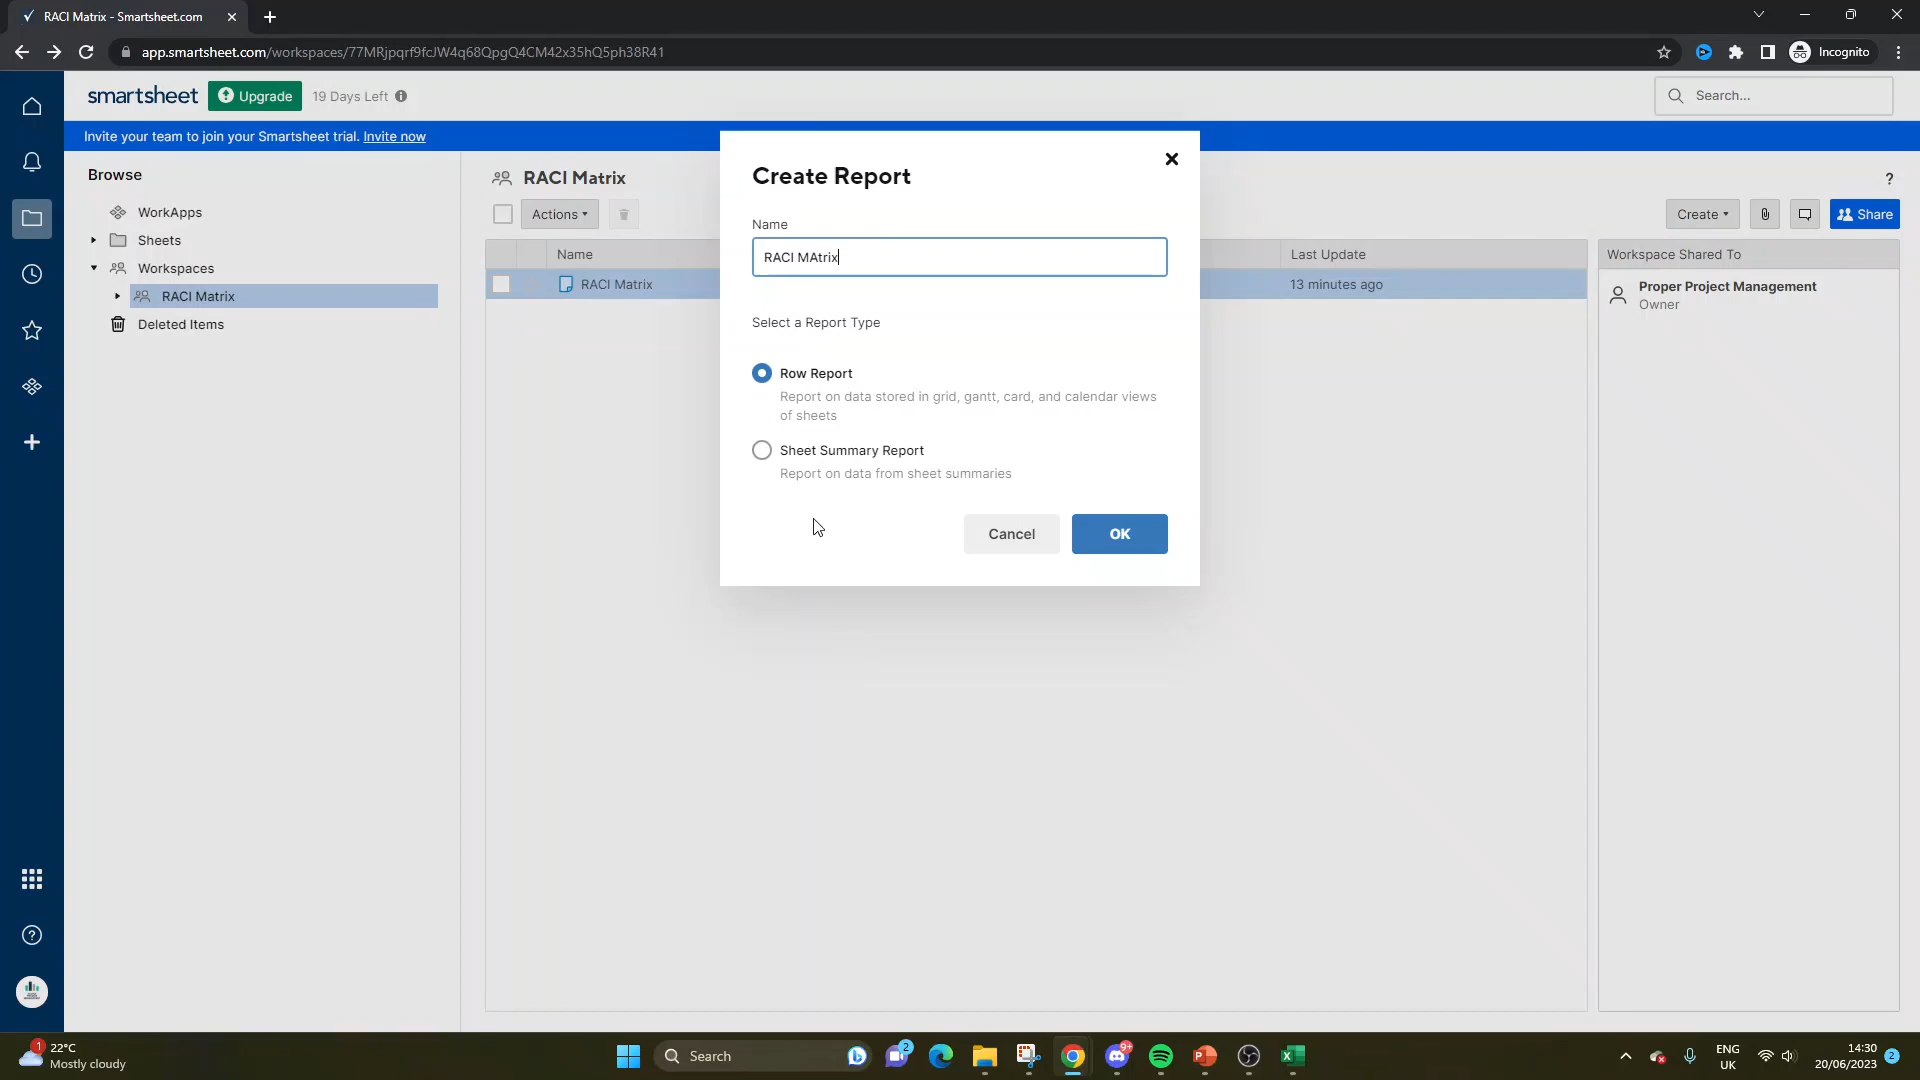 RACI Matrix - Smartsheet.com
app.smartsheet.com/workspaces/77MRjpqrf9fcJW4q68QpgQ4CM42x35hQ5ph38R41
Incognito
smartsheet
Upgrade
19 Days Left
Search...
Invite your team to join your Smartsheet trial. Invite now
Browse
WorkApps
Sheets
Workspaces
RACI Matrix
Deleted Items
RACI Matrix
?
Actions
Create
Share
Name
Last Update
RACI Matrix
13 minutes ago
Workspace Shared To
Proper Project Management
Owner
Create Report
Name
RACI MAtrix
Select a Report Type
Row Report
Report on data stored in grid, gantt, card, and calendar views
of sheets
Sheet Summary Report
Report on data from sheet summaries
Cancel
OK
1
22°C
Mostly cloudy
Search
2
9+
ENG
UK
14:30
20/06/2023
2